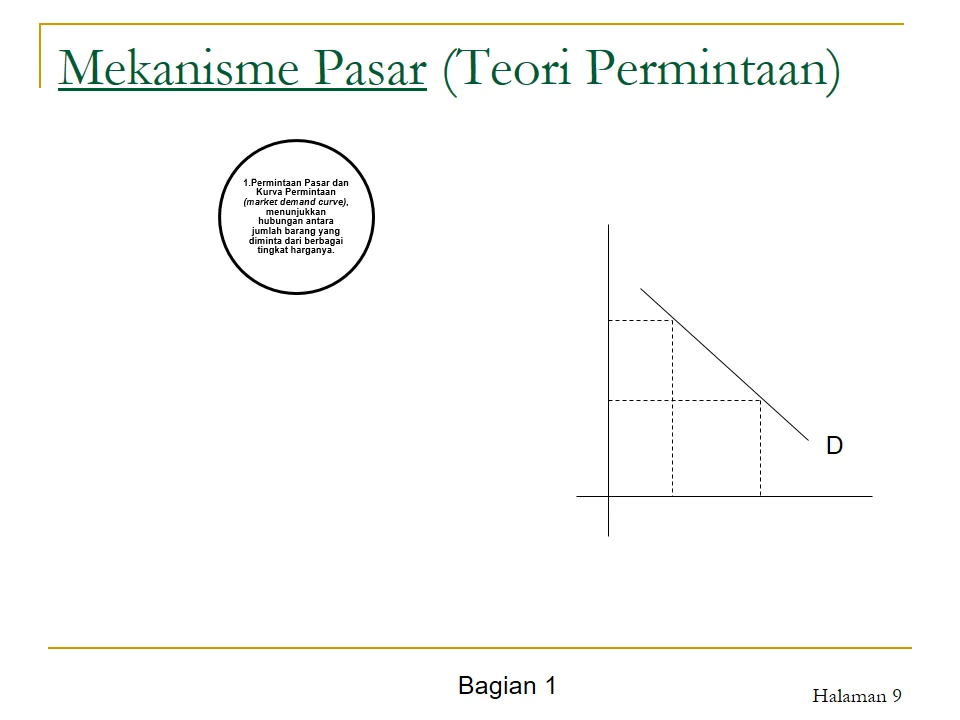 Mekanisme Pasar (Teori Permintaan)
1.Permintaan Pasar dan
Kurva Permintaan
(market demand curve),
menunjukkan
hubungan antara
jumlah barang yang
diminta dari berbagai
tingkat harganya.
D
Bagian 1
Halaman 9